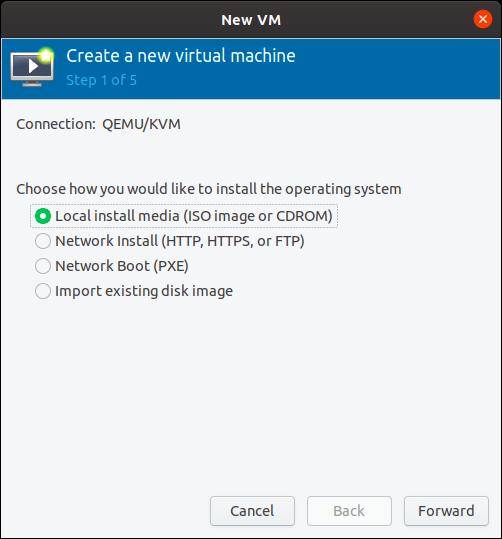 New VM
Create a new virtual machine
Step 1 of 5
Connection: QEMU/KVM
Choose how you would like to install the operating system
Local install media (ISO image or CDROM)
Network Install (HTTP, HTTPS, or FTP)
Network Boot (PXE)
Import existing disk image
Cancel Back Forward